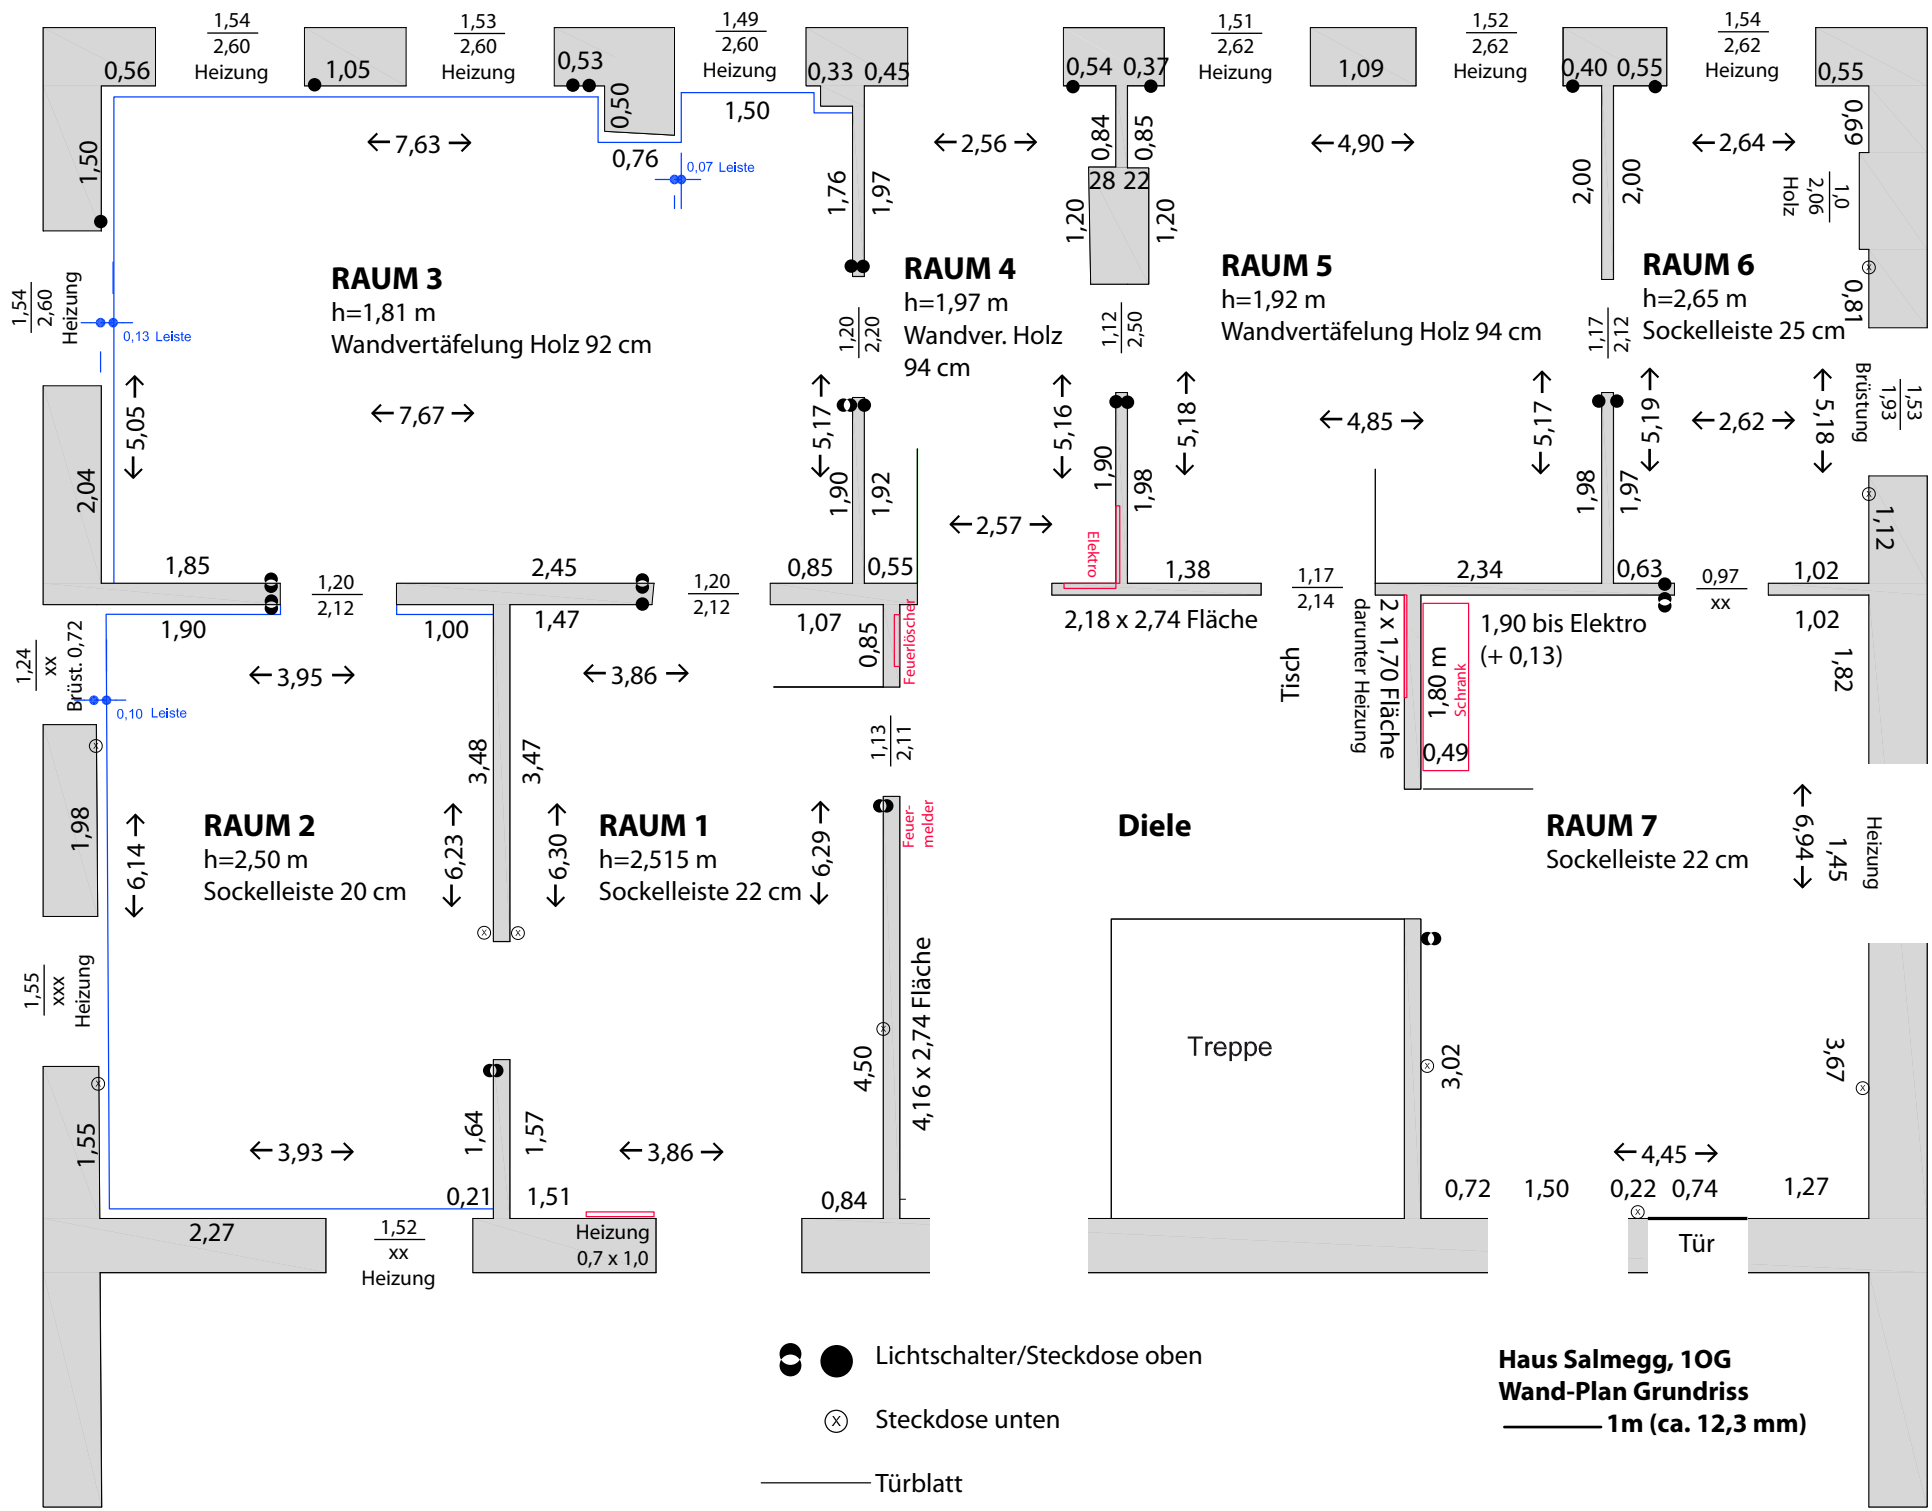 1,54
2,60
Heizung
1,53
2,60
Heizung
1,49
2,60
Heizung
1,51
2,62
Heizung
1,52
2,62
Heizung
1,54
2,62
Heizung
0,56
1,05
0,53
0,50
0,33 0,45
0,54 0,37
1,09
0,40 0,55
0,55
1,50
7,63
0,76
1,50
0,07 Leiste
1,76
1,97
2,56
0,84
0,85
28 22
1,20
1,20
4,90
2,00
2,00
2,64
0,69
1,0
2,06
Holz
0,81
RAUM 3
h=1,81 m
Wandvertäfelung Holz 92 cm
RAUM 4
h=1,97 m
Wandver. Holz
94 cm
RAUM 5
h=1,92 m
Wandvertäfelung Holz 94 cm
RAUM 6
h=2,65 m
Sockelleiste 25 cm
1,54
2,60
Heizung
0,13 Leiste
1,20
2,20
1,12
2,50
1,17
2,12
5,05
7,67
5,17
5,16
5,18
4,85
5,17
5,19
2,62
5,18
Brüstung
1,53
1,93
2,04
1,90
1,92
2,57
1,90
1,98
Elektro
1,98
1,97
1,12
1,85
1,20
2,12
2,45
1,20
2,12
0,85
0,55
1,38
1,17
2,14
2,34
0,63
0,97
xx
1,02
1,90
1,00
1,47
1,07
0,85
Feuerlöscher
2,18 x 2,74 Fläche
Tisch
2 x 1,70 Fläche
darunter Heizung
1,80 m
Schrank
0,49
1,90 bis Elektro
(+ 0,13)
1,02
1,82
1,24
xx
Brüst. 0,72
0,10 Leiste
3,95
3,86
3,48
3,47
1,13
2,11
1,98
6,14
RAUM 2
h=2,50 m
Sockelleiste 20 cm
6,23
6,30
RAUM 1
h=2,515 m
Sockelleiste 22 cm
6,29
Feuer-
melder
Diele
RAUM 7
Sockelleiste 22 cm
6,94
1,45
Heizung
1,55
xxx
Heizung
4,50
4,16 x 2,74 Fläche
Treppe
3,02
3,67
1,55
3,93
1,64
1,57
3,86
4,45
0,21
1,51
0,84
0,72
1,50
0,22
0,74
1,27
2,27
1,52
xx
Heizung
Heizung
0,7 x 1,0
Tür
Lichtschalter/Steckdose oben
x Steckdose unten
Türblatt
Haus Salmegg, 1OG
Wand-Plan Grundriss
1m (ca. 12,3 mm)